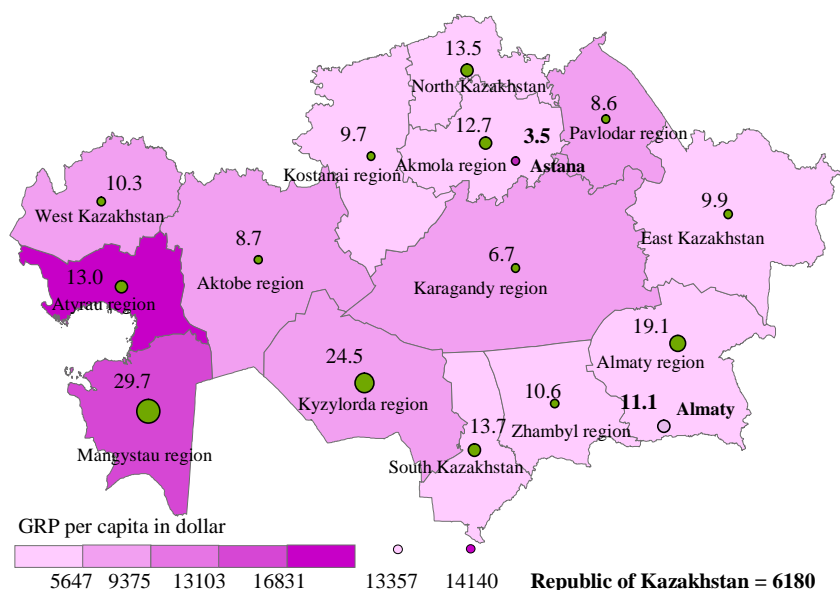 13.5
North Kazakhstan
8.6
Pavlodar region
12.7
Akmola region
3.5
Astana
9.7
Kostanai region
10.3
West Kazakhstan
9.9
East Kazakhstan
8.7
Aktobe region
6.7
Karagandy region
13.0
Atyrau region
19.1
Almaty region
24.5
Kyzylorda region
29.7
Mangystau region
10.6
Zhambyl region
11.1 Almaty
13.7
South Kazakhstan
GRP per capita in dollar
5647 9375 13103 16831 13357 14140 Republic of Kazakhstan = 6180